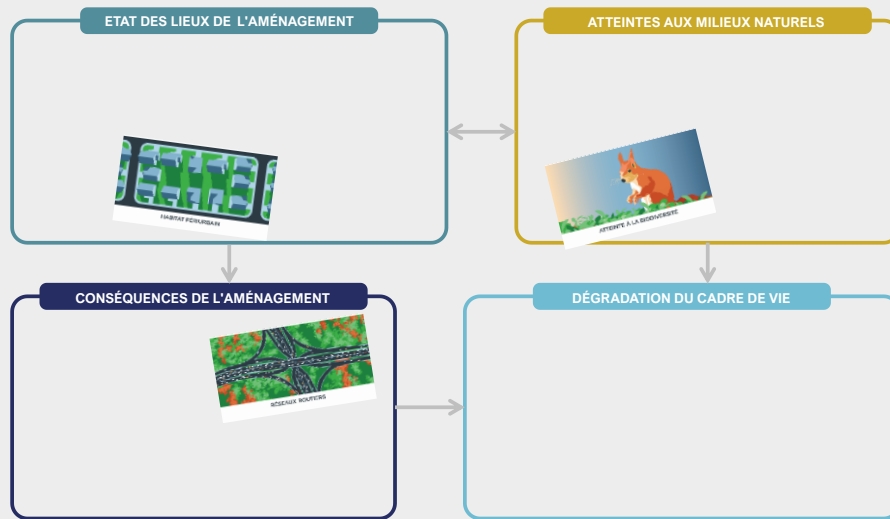 ETAT DES LIEUX DE L'AMÉNAGEMENT
ATTEINTES AUX MILIEUX NATURELS
HABITAT PÉRIURBAIN
ATTEINTE À LA BIODIVERSITÉ
CONSÉQUENCES DE L'AMÉNAGEMENT
DÉGRADATION DU CADRE DE VIE
RÉSEAUX ROUTIERS